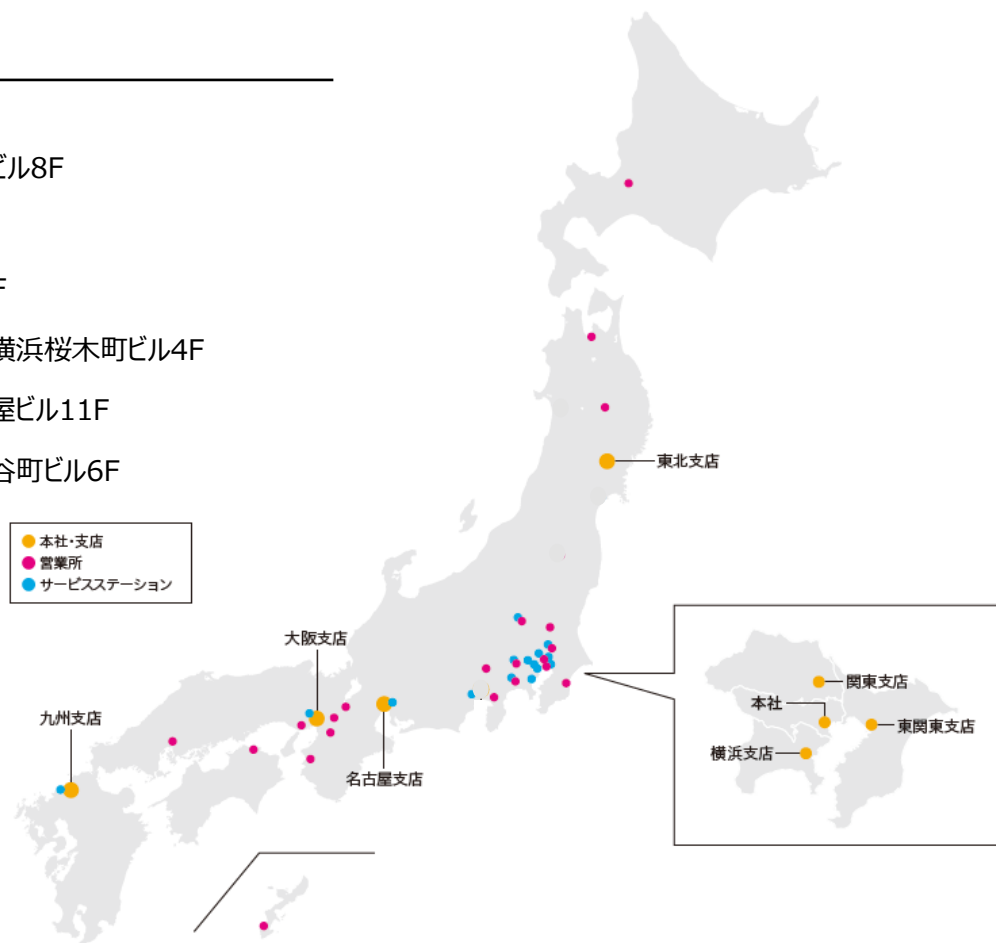 ビル8F
F
横浜桜木町ビル4F
屋ビル11F
谷町ビル6F
本社・支店
営業所
サービスステーション
東北支店
大阪支店
九州支店
名古屋支店
関東支店
本社
東関東支店
横浜支店